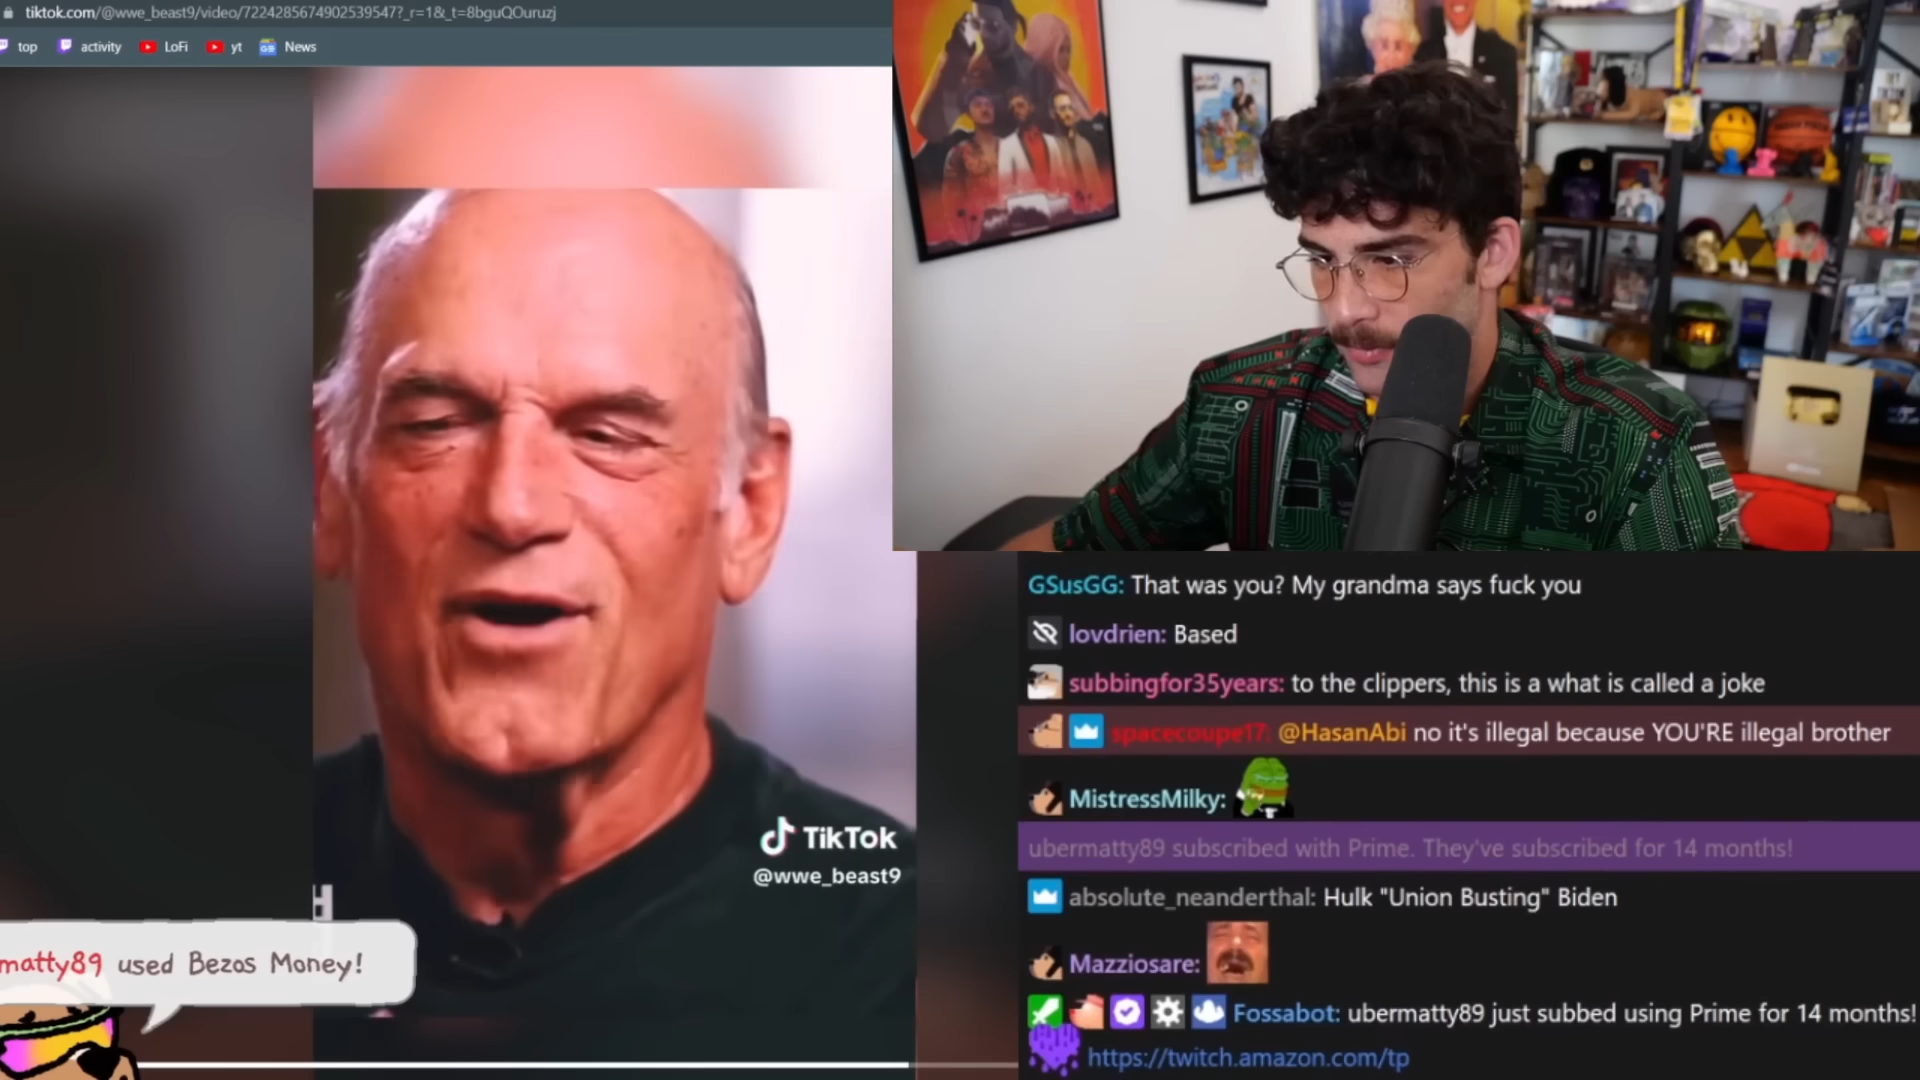 tiktok.com/@wwe_beast9/video/7224285674902539547?_r=1&_t=8bguQOuruzj
top activity LoFi yt News
TikTok
@wwe_beast9
matty89 used Bezos Money!
GSusGG: That was you? My grandma says fuck you
lovdrien: Based
subbingfor35years: to the clippers, this is a what is called a joke
spacecoupe17: @HasanAbi no it's illegal because YOU'RE illegal brother
MistressMilky:
ubermatty89 subscribed with Prime. They've subscribed for 14 months!
absolute_neanderthal: Hulk "Union Busting" Biden
Mazziosare:
Fossabot: ubermatty89 just subbed using Prime for 14 months!
https://twitch.amazon.com/tp